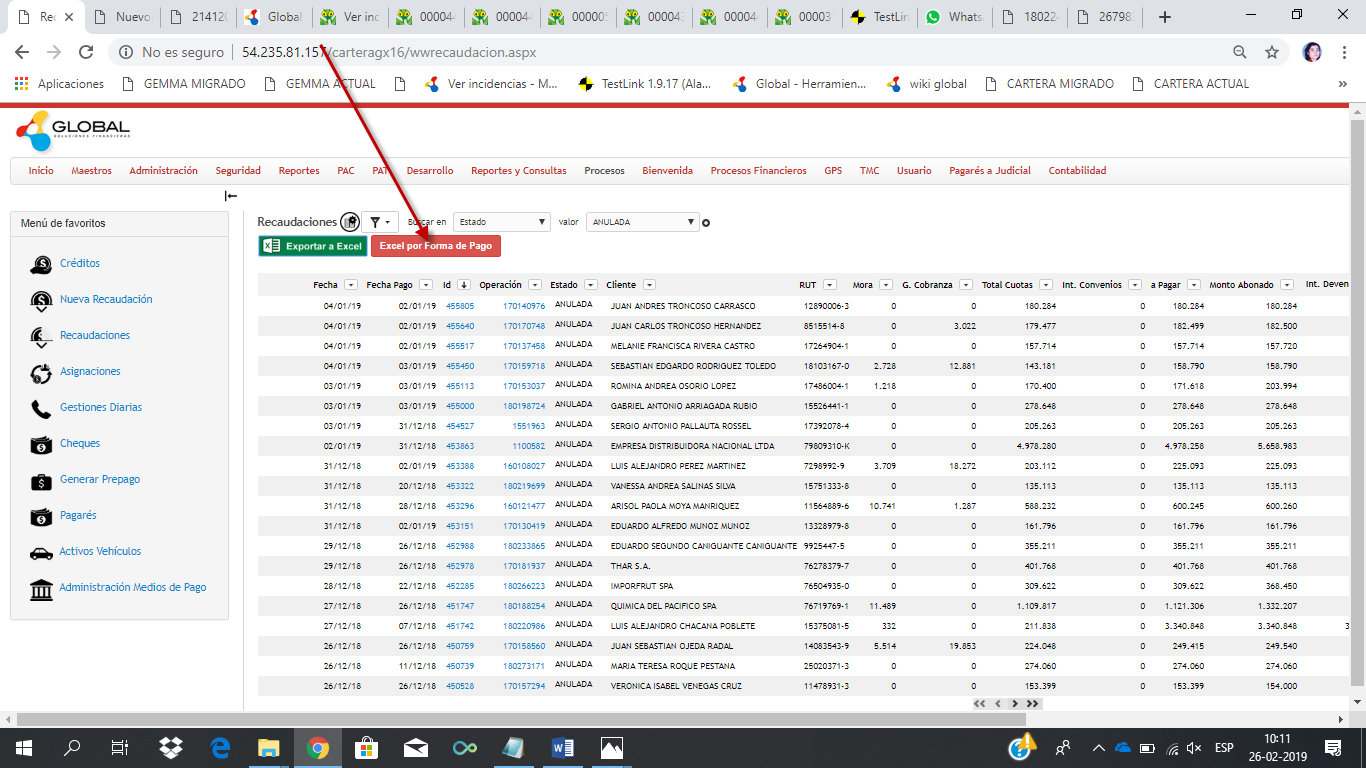 Rec
Nuevo
21412
Global
Ver inc
00004
00004
00005
00004
00004
00003
TestLin
Whats
18022
26798
No es seguro 54.235.81.157/carteragx16/wwrecaudacion.aspx
Aplicaciones GEMMA MIGRADO GEMMA ACTUAL Ver incidencias - M... TestLink 1.9.17 (Ala... Global - Herramien... wiki global CARTERA MIGRADO CARTERA ACTUAL »
GLOBAL
SOLUCIONES FINANCIERAS
Inicio Maestros Administración Seguridad Reportes PAC PAT Desarrollo Reportes y Consultas Procesos Bienvenida Procesos Financieros GPS TMC Usuario Pagarés a Judicial Contabilidad
Menú de favoritos
Créditos
Nueva Recaudación
Recaudaciones
Asignaciones
Gestiones Diarias
Cheques
Generar Prepago
Pagarés
Activos Vehículos
Administración Medios de Pago
Recaudaciones Buscar en Estado valor ANULADA
Exportar a Excel Excel por Forma de Pago
Fecha Fecha Pago Id Operación Estado Cliente RUT Mora G. Cobranza Total Cuotas Int. Convenios a Pagar Monto Abonado Int. Deven
04/01/19 02/01/19 455805 170140976 ANULADA JUAN ANDRES TRONCOSO CARRASCO 12890006-3 0 0 180.284 0 180.284 180.284
04/01/19 02/01/19 455640 170170748 ANULADA JUAN CARLOS TRONCOSO HERNANDEZ 8515514-8 0 3.022 179.477 0 182.499 182.500
04/01/19 02/01/19 455517 170137458 ANULADA MELANIE FRANCISCA RIVERA CASTRO 17264904-1 0 0 157.714 0 157.714 157.720
04/01/19 03/01/19 455450 170159718 ANULADA SEBASTIAN EDGARDO RODRIGUEZ TOLEDO 18103167-0 2.728 12.881 143.181 0 158.790 158.790
03/01/19 03/01/19 455113 170153037 ANULADA ROMINA ANDREA OSORIO LOPEZ 17486004-1 1.218 0 170.400 0 171.618 203.994
03/01/19 03/01/19 455000 180198724 ANULADA GABRIEL ANTONIO ARRIAGADA RUBIO 15526441-1 0 0 278.648 0 278.648 278.648
03/01/19 31/12/18 454527 1551963 ANULADA SERGIO ANTONIO PALLAUTA ROSSEL 17392078-4 0 0 205.263 0 205.263 205.263
02/01/19 31/12/18 453863 1100582 ANULADA EMPRESA DISTRIBUIDORA NACIONAL LTDA 79809310-K 0 0 4.978.280 0 4.978.258 5.658.983
31/12/18 02/01/19 453388 160108027 ANULADA LUIS ALEJANDRO PEREZ MARTINEZ 7298992-9 3.709 18.272 203.112 0 225.093 225.093
31/12/18 20/12/18 453322 180219699 ANULADA VANESSA ANDREA SALINAS SILVA 15751333-8 0 0 135.113 0 135.113 135.113
31/12/18 28/12/18 453296 160121477 ANULADA ARISOL PAOLA MOYA MANRIQUEZ 11564889-6 10.741 1.287 588.232 0 600.245 600.260
31/12/18 02/01/19 453151 170130419 ANULADA EDUARDO ALFREDO MUNOZ MUNOZ 13328979-8 0 0 161.796 0 161.796 161.796
29/12/18 26/12/18 452988 180233865 ANULADA EDUARDO SEGUNDO CANIGUANTE CANIGUANTE 9925447-5 0 0 355.211 0 355.211 355.211
29/12/18 26/12/18 452978 170181937 ANULADA THAR S.A. 76278379-7 0 0 401.768 0 401.768 401.768
28/12/18 22/12/18 452285 180266223 ANULADA IMPORFRUT SPA 76504935-0 0 0 309.622 0 309.622 368.450
27/12/18 26/12/18 451747 180188254 ANULADA QUIMICA DEL PACIFICO SPA 76719769-1 11.489 0 1.109.817 0 1.121.306 1.332.207
27/12/18 07/12/18 451742 180220986 ANULADA LUIS ALEJANDRO CHACANA POBLETE 15375081-5 332 0 211.838 0 3.340.848 3.340.848 3
26/12/18 26/12/18 450759 170158560 ANULADA JUAN SEBASTIAN OJEDA RADAL 14083543-9 5.514 19.853 224.048 0 249.415 249.540
26/12/18 11/12/18 450739 180273171 ANULADA MARIA TERESA ROQUE PESTANA 25020371-3 0 0 274.060 0 274.060 274.060
26/12/18 26/12/18 450528 170157294 ANULADA VERONICA ISABEL VENEGAS CRUZ 11478931-3 0 0 153.399 0 153.399 154.000
ESP
10:11
26-02-2019